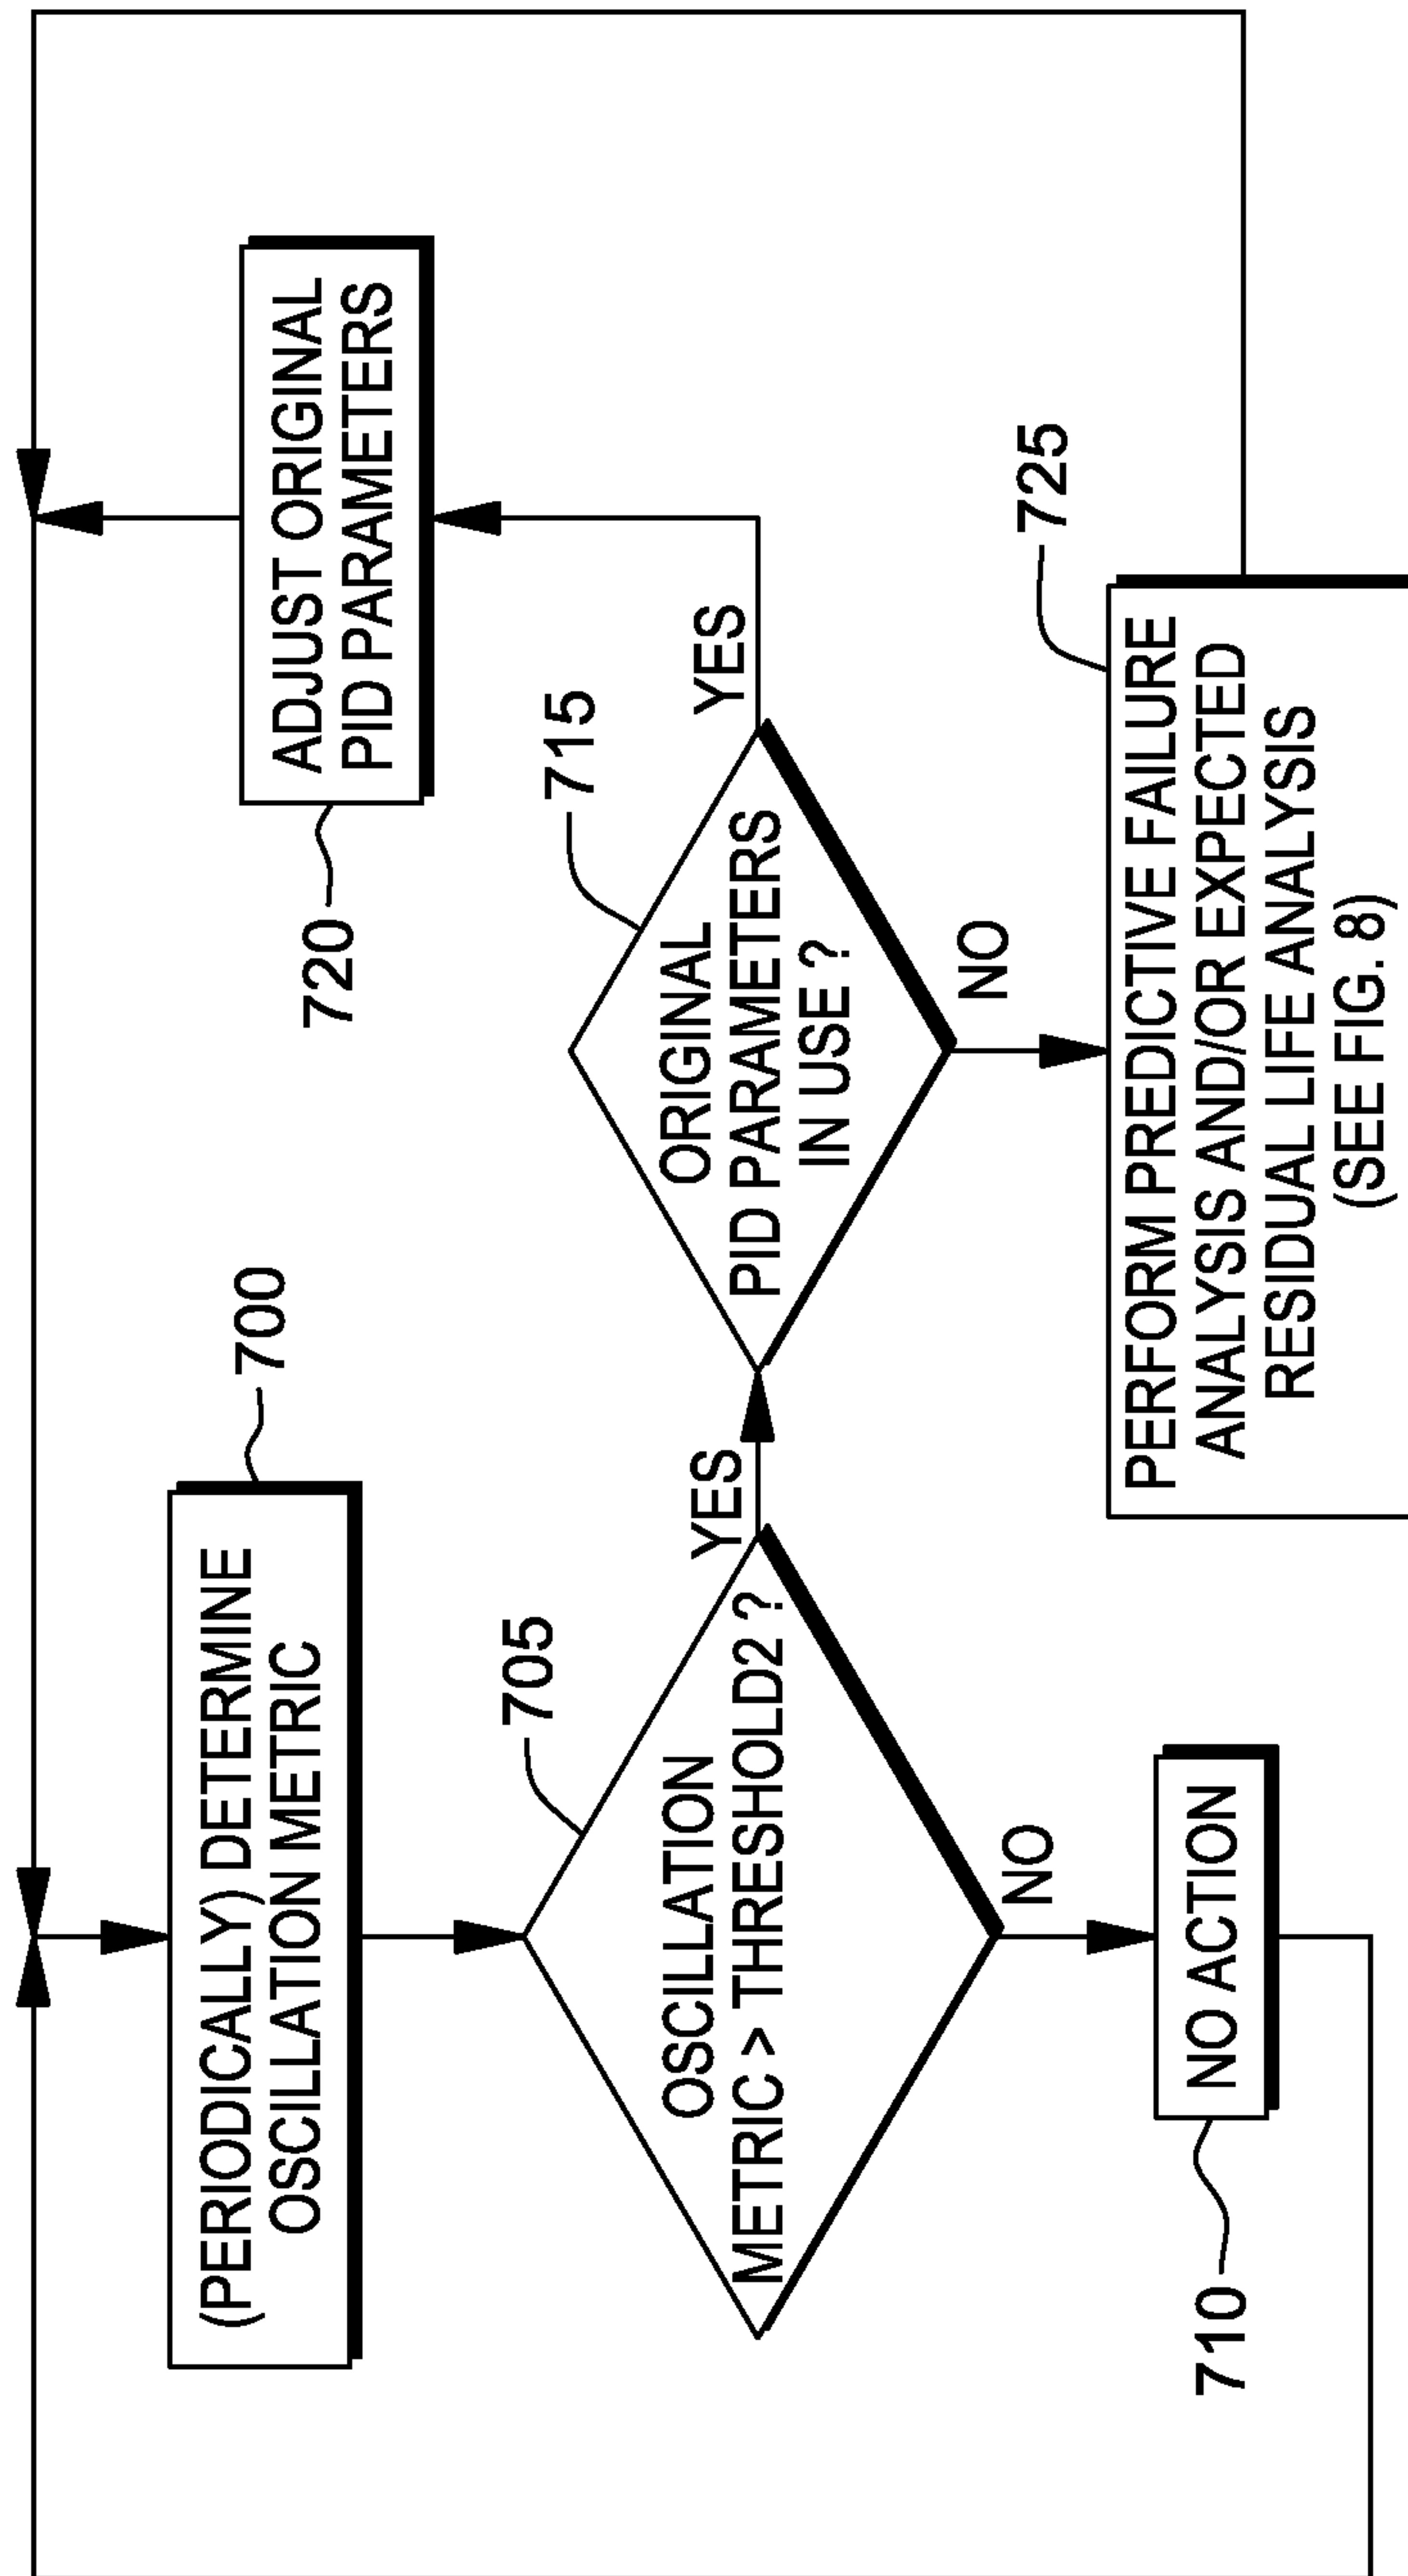 (PERIODICALLY) DETERMINE
OSCILLATION METRIC
700
OSCILLATION
METRIC > THRESHOLD2 ?
705
YES
NO
NO ACTION
710
ORIGINAL
PID PARAMETERS
IN USE ?
715
YES
NO
ADJUST ORIGINAL
PID PARAMETERS
720
PERFORM PREDICTIVE FAILURE
ANALYSIS AND/OR EXPECTED
RESIDUAL LIFE ANALYSIS
(SEE FIG. 8)
725